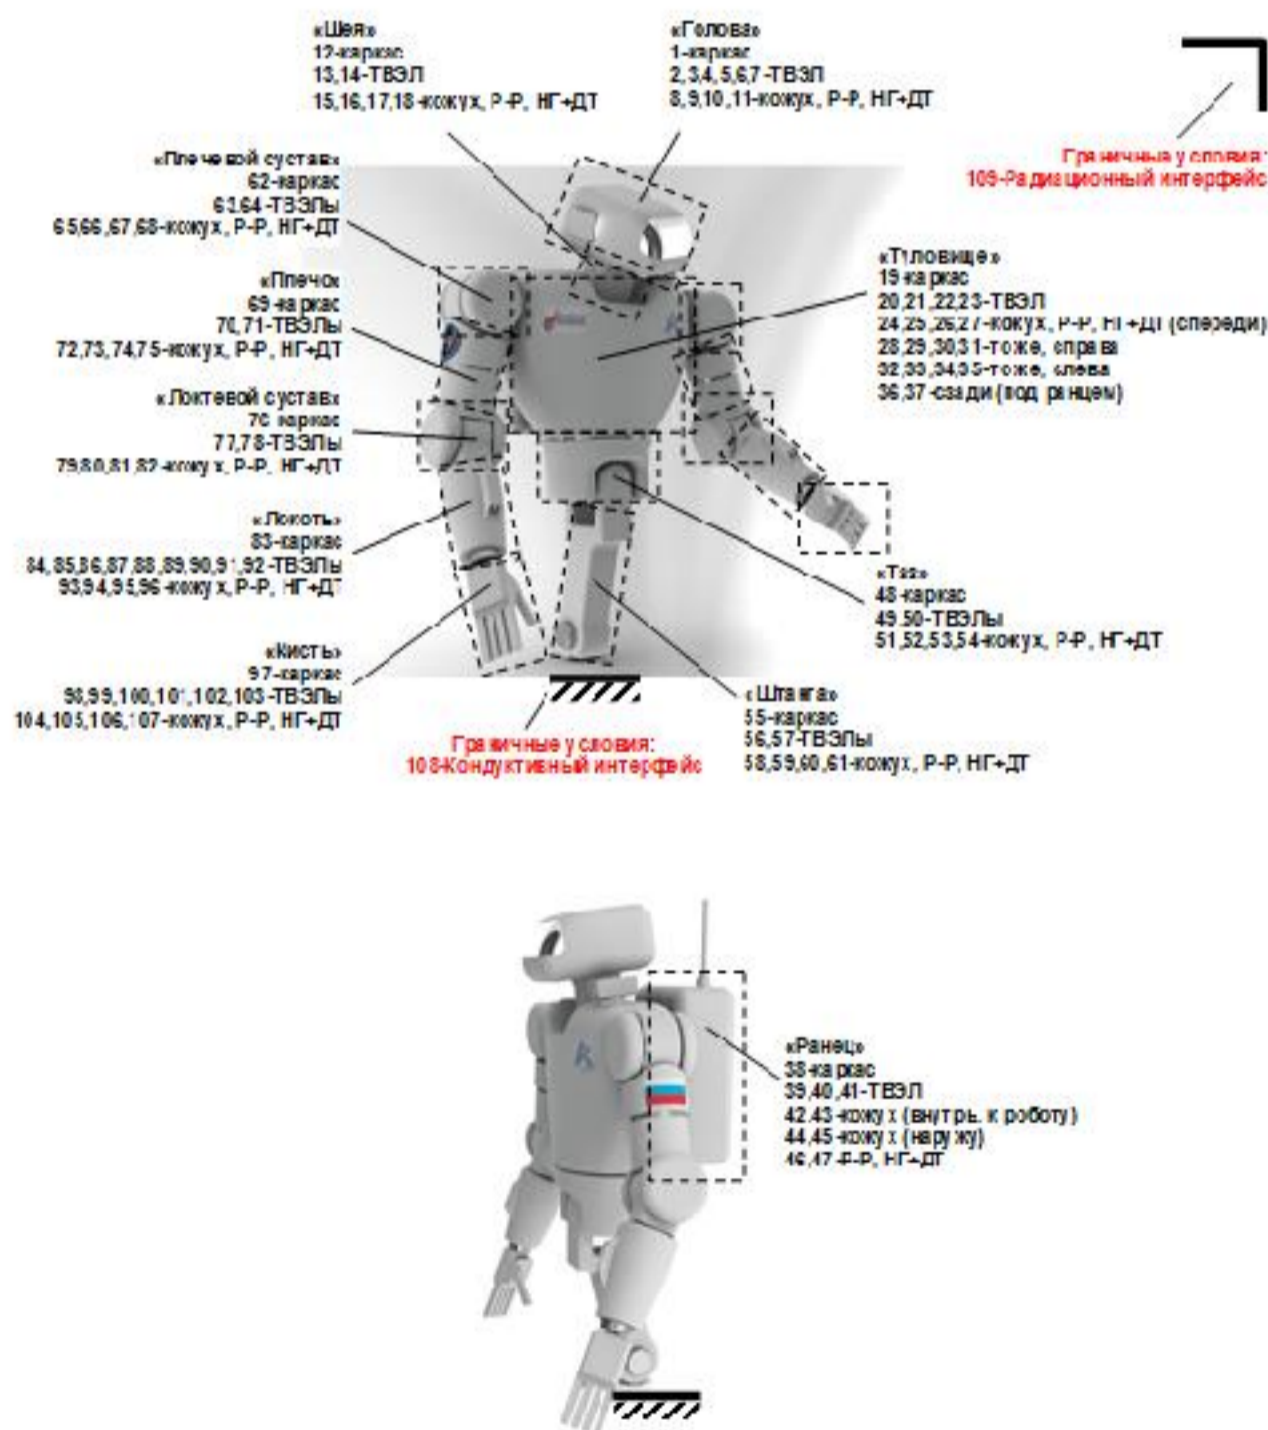 «Шея»
12-каркас
13,14-ТВЭЛ
15,16,17,18-кожух, Р-Р, НГ+ДТ
«Голова»
1-каркас
2,3,4,5,6,7-ТВЭЛ
8,9,10,11-кожух, Р-Р, НГ+ДТ
Граничные условия:
109-Радиационный интерфейс
«Плечевой сустав»
62-каркас
63,64-ТВЭЛы
65,66,67,68-кожух, Р-Р, НГ+ДТ
«Плечо»
69-каркас
70,71-ТВЭЛы
72,73,74,75-кожух, Р-Р, НГ+ДТ
«Локтевой сустав»
76-каркас
77,78-ТВЭЛы
79,80,81,82-кожух, Р-Р, НГ+ДТ
«Локоть»
83-каркас
84,85,86,87,88,89,90,91,92-ТВЭЛы
93,94,95,96-кожух, Р-Р, НГ+ДТ
«Кисть»
97-каркас
98,99,100,101,102,103-ТВЭЛы
104,105,106,107-кожух, Р-Р, НГ+ДТ
«Туловище»
19-каркас
20,21,22,23-ТВЭЛ
24,25,26,27-кожух, Р-Р, НГ+ДТ (спереди)
28,29,30,31-тоже, справа
32,33,34,35-тоже, слева
36,37-сзади (под ранцем)
«Таз»
48-каркас
49,50-ТВЭЛы
51,52,53,54-кожух, Р-Р, НГ+ДТ
«Штанга»
55-каркас
56,57-ТВЭЛы
58,59,60,61-кожух, Р-Р, НГ+ДТ
Граничные условия:
108-Кондуктивный интерфейс
«Ранец»
38-каркас
39,40,41-ТВЭЛ
42,43-кожух (внутрь, к роботу)
44,45-кожух (наружу)
46,47-Р-Р, НГ+ДТ